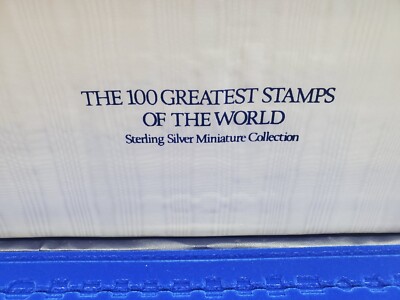 THE 100 GREATEST STAMPS
OF THE WORLD
Sterling Silver Miniature Collection